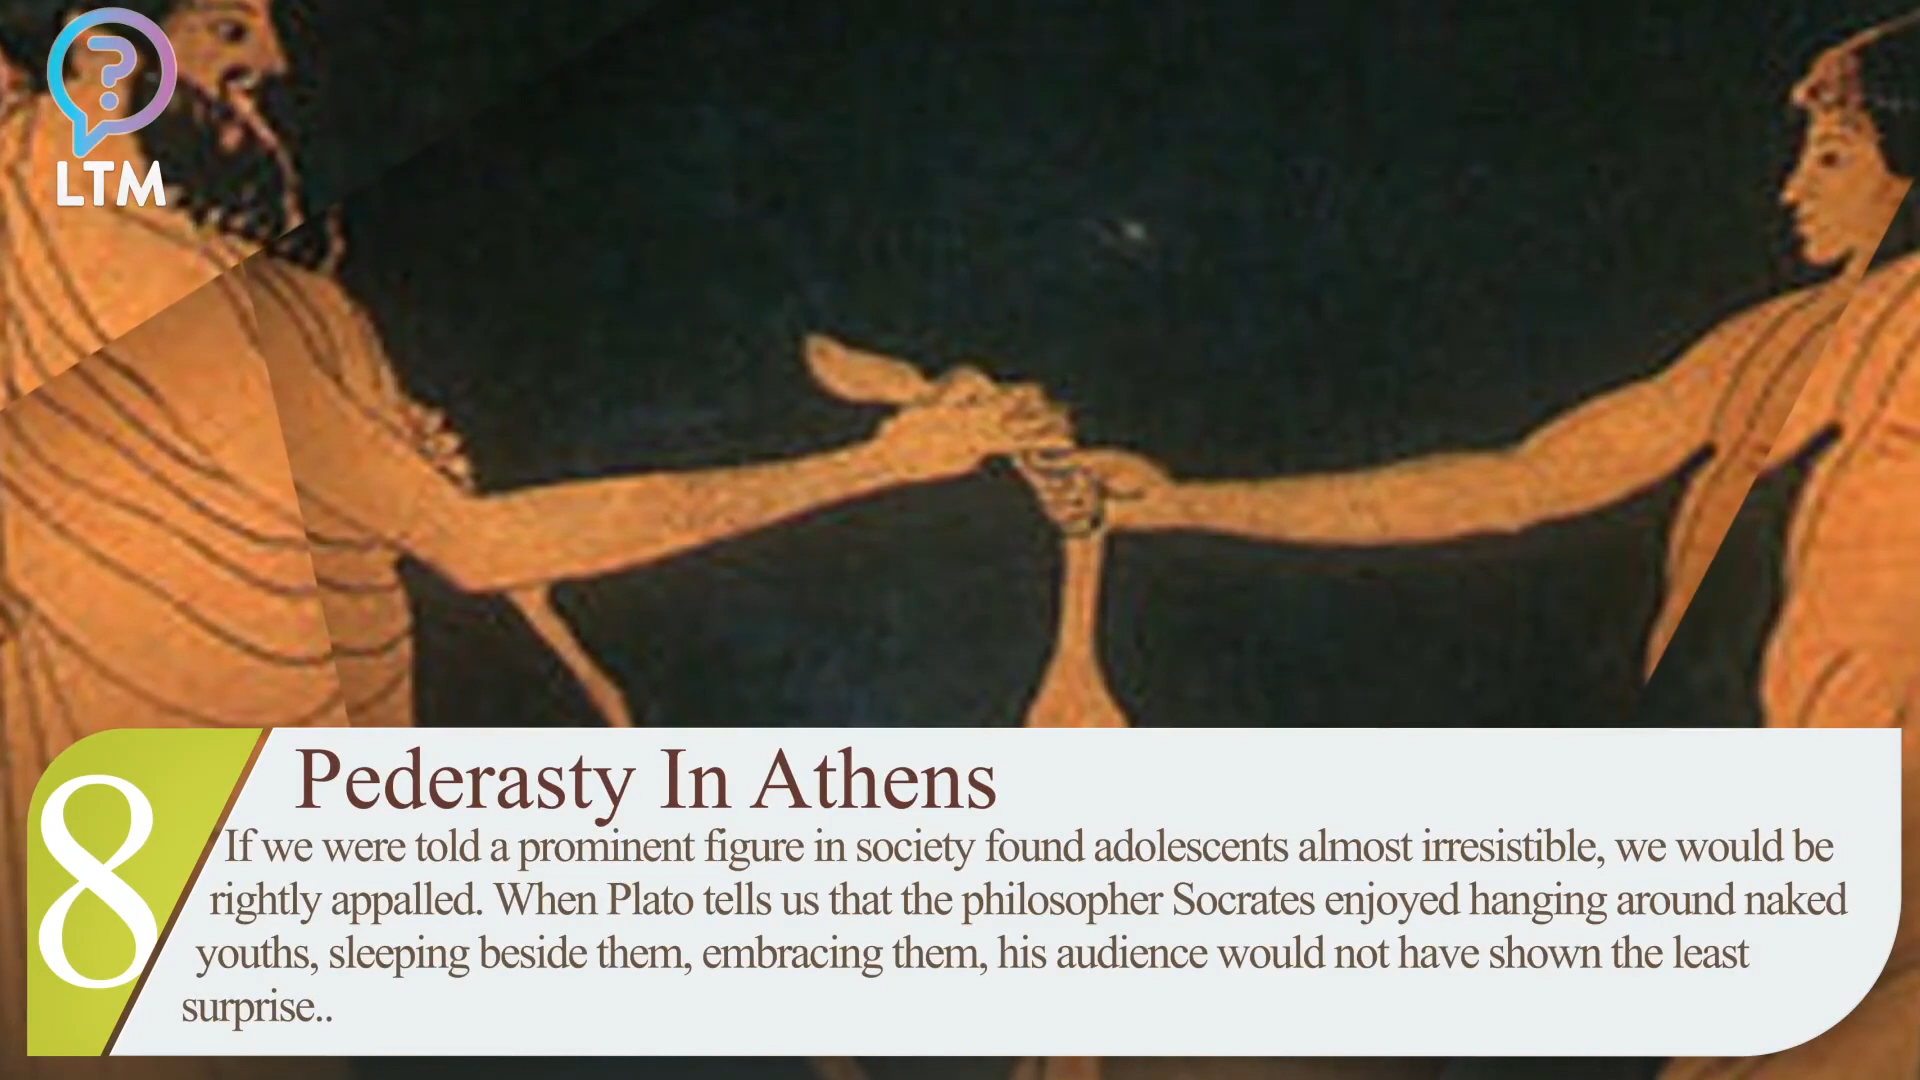 LTM
8
Pederasty In Athens
If we were told a prominent figure in society found adolescents almost irresistible, we would be
rightly appalled. When Plato tells us that the philosopher Socrates enjoyed hanging around naked
youths, sleeping beside them, embracing them, his audience would not have shown the least
surprise..